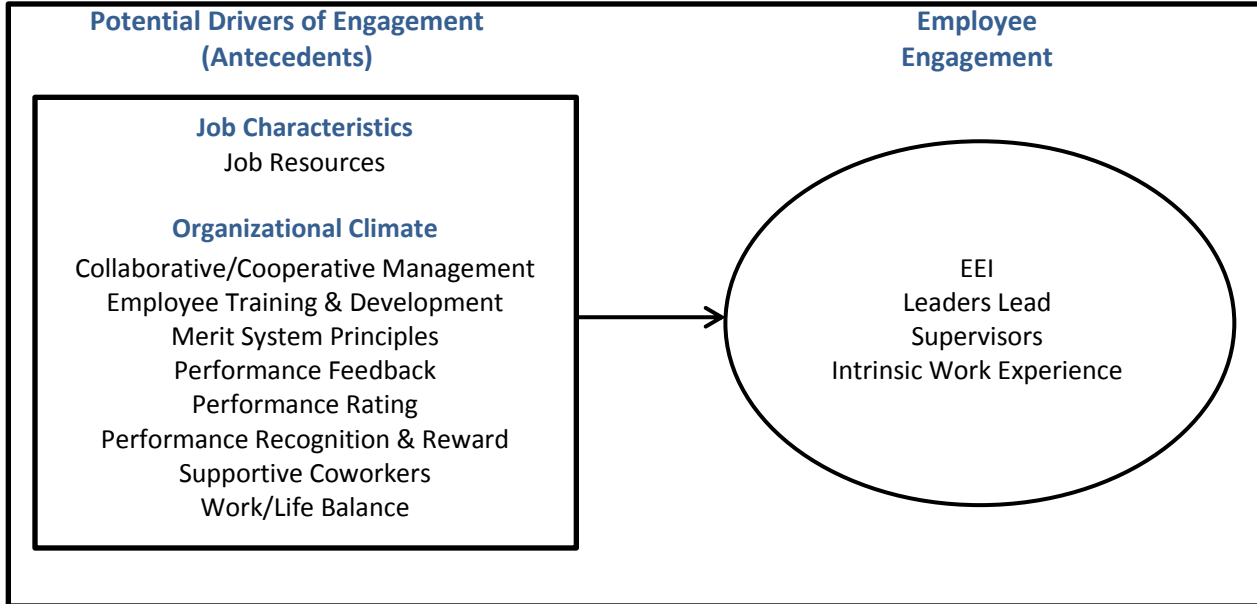 Potential Drivers of Engagement
(Antecedents)
Job Characteristics
Job Resources
Organizational Climate
Collaborative/Cooperative Management
Employee Training & Development
Merit System Principles
Performance Feedback
Performance Rating
Performance Recognition & Reward
Supportive Coworkers
Work/Life Balance
Employee
Engagement
EEI
Leaders Lead
Supervisors
Intrinsic Work Experience